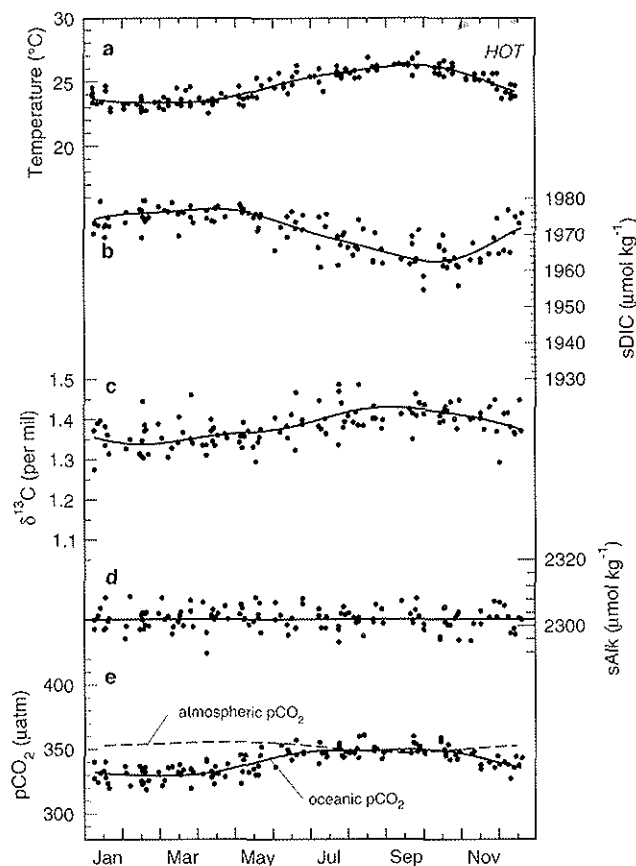 a
HOT
Temperature (°C)
30
25
20
b
sDIC (μmol kg⁻¹)
1980
1970
1960
1950
1940
1930
c
δ¹³C (per mil)
1.5
1.4
1.3
1.2
1.1
d
sAlk (μmol kg⁻¹)
2320
2300
e
pCO₂ (μatm)
400
350
300
atmospheric pCO₂
oceanic pCO₂
Jan Mar May Jul Sep Nov